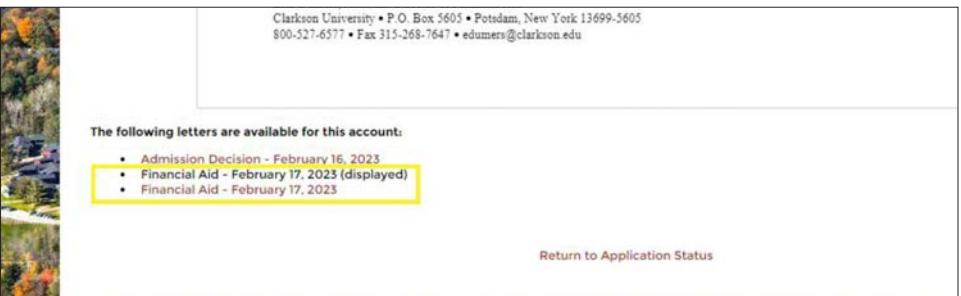 Clarkson University • P.O. Box 5605 • Potsdam, New York 13699-5605
800-527-6577 • Fax 315-268-7647 • edumers@clarkson.edu
The following letters are available for this account:
• Admission Decision - February 16, 2023
• Financial Aid - February 17, 2023 (displayed)
• Financial Aid - February 17, 2023
Return to Application Status